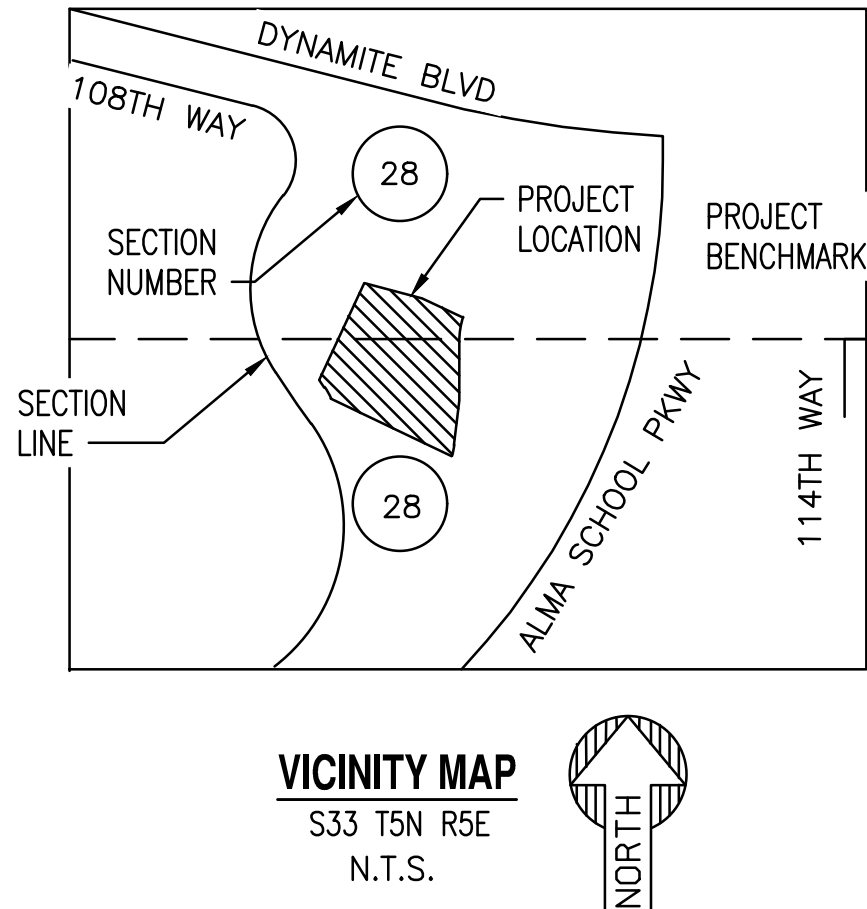 DYNAMITE BLVD
108TH WAY
28
PROJECT
LOCATION
PROJECT
BENCHMARK
SECTION
NUMBER
SECTION
LINE
114TH WAY
ALMA SCHOOL PKWY
28
VICINITY MAP
S33 T5N R5E
N.T.S.
NORTH